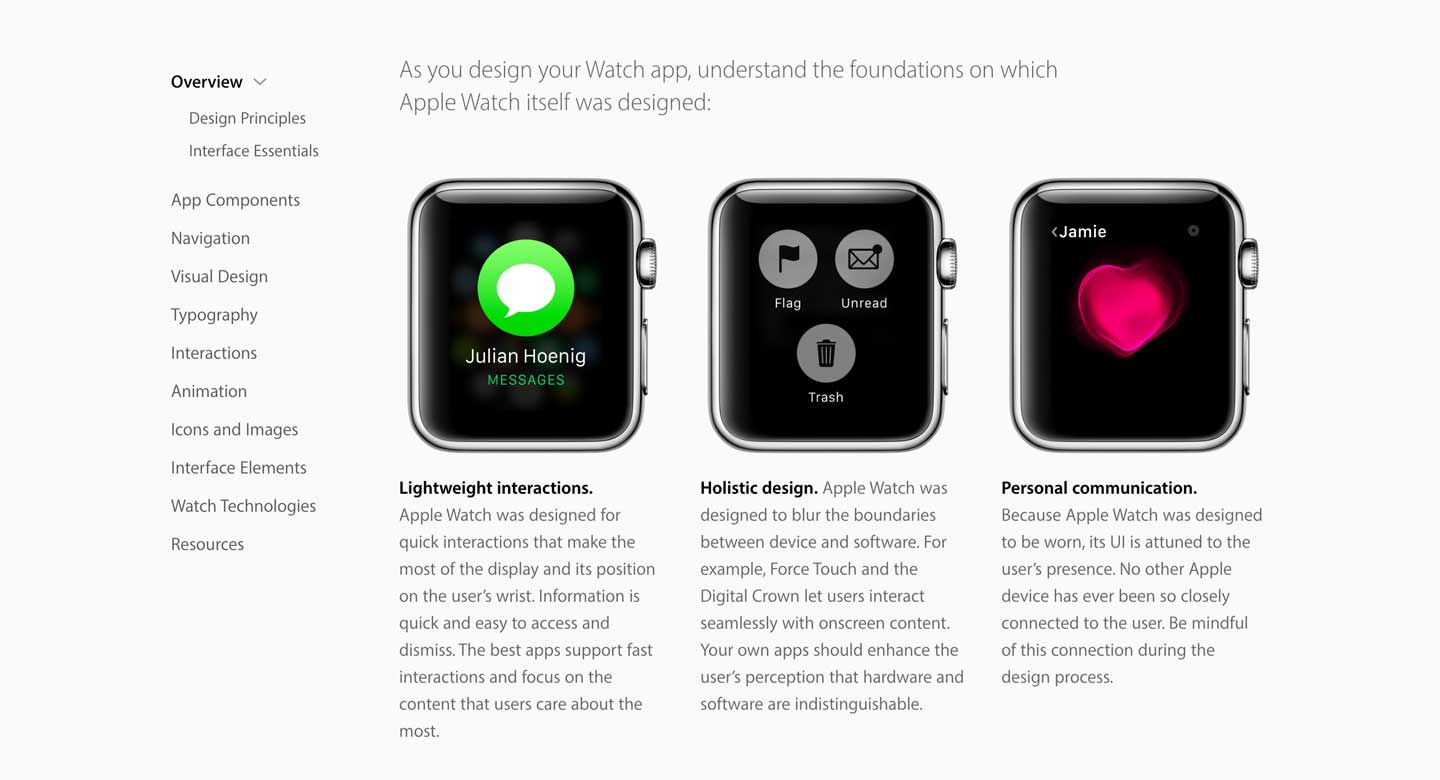 Overview
Design Principles
Interface Essentials
App Components
Navigation
Visual Design
Typography
Interactions
Animation
Icons and Images
Interface Elements
Watch Technologies
Resources
As you design your Watch app, understand the foundations on which
Apple Watch itself was designed:
Julian Hoenig
MESSAGES
Flag
Unread
Trash
‹Jamie
Lightweight interactions.
Apple Watch was designed for
quick interactions that make the
most of the display and its position
on the user’s wrist. Information is
quick and easy to access and
dismiss. The best apps support fast
interactions and focus on the
content that users care about the
most.
Holistic design. Apple Watch was
designed to blur the boundaries
between device and software. For
example, Force Touch and the
Digital Crown let users interact
seamlessly with onscreen content.
Your own apps should enhance the
user’s perception that hardware and
software are indistinguishable.
Personal communication.
Because Apple Watch was designed
to be worn, its UI is attuned to the
user’s presence. No other Apple
device has ever been so closely
connected to the user. Be mindful
of this connection during the
design process.